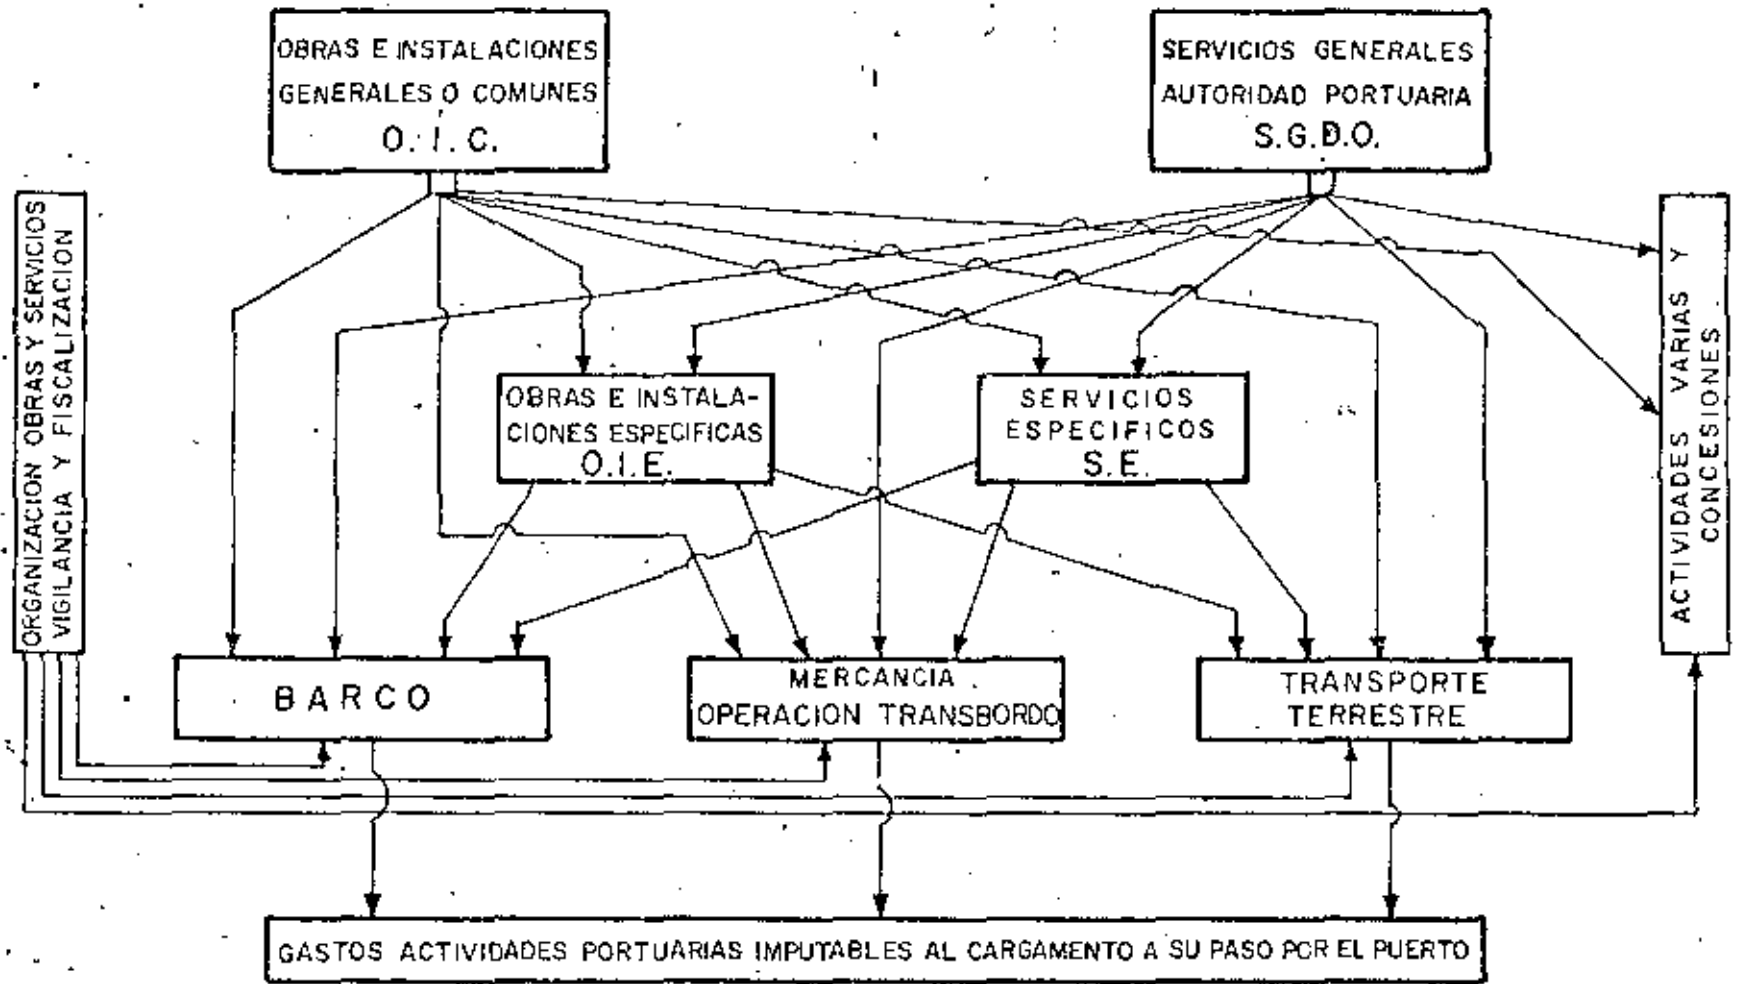 OBRAS E INSTALACIONES
GENERALES O COMUNES
O.I.C.
SERVICIOS GENERALES
AUTORIDAD PORTUARIA
S.G.D.O.
ORGANIZACION OBRAS Y SERVICIOS
VIGILANCIA Y FISCALIZACION
ACTIVIDADES VARIAS Y
CONCESIONES
OBRAS E INSTALA-
CIONES ESPECIFICAS
O.I.E.
SERVICIOS
ESPECIFICOS
S.E.
BARCO
MERCANCIA
OPERACION TRANSBORDO
TRANSPORTE
TERRESTRE
GASTOS ACTIVIDADES PORTUARIAS IMPUTABLES AL CARGAMENTO A SU PASO POR EL PUERTO